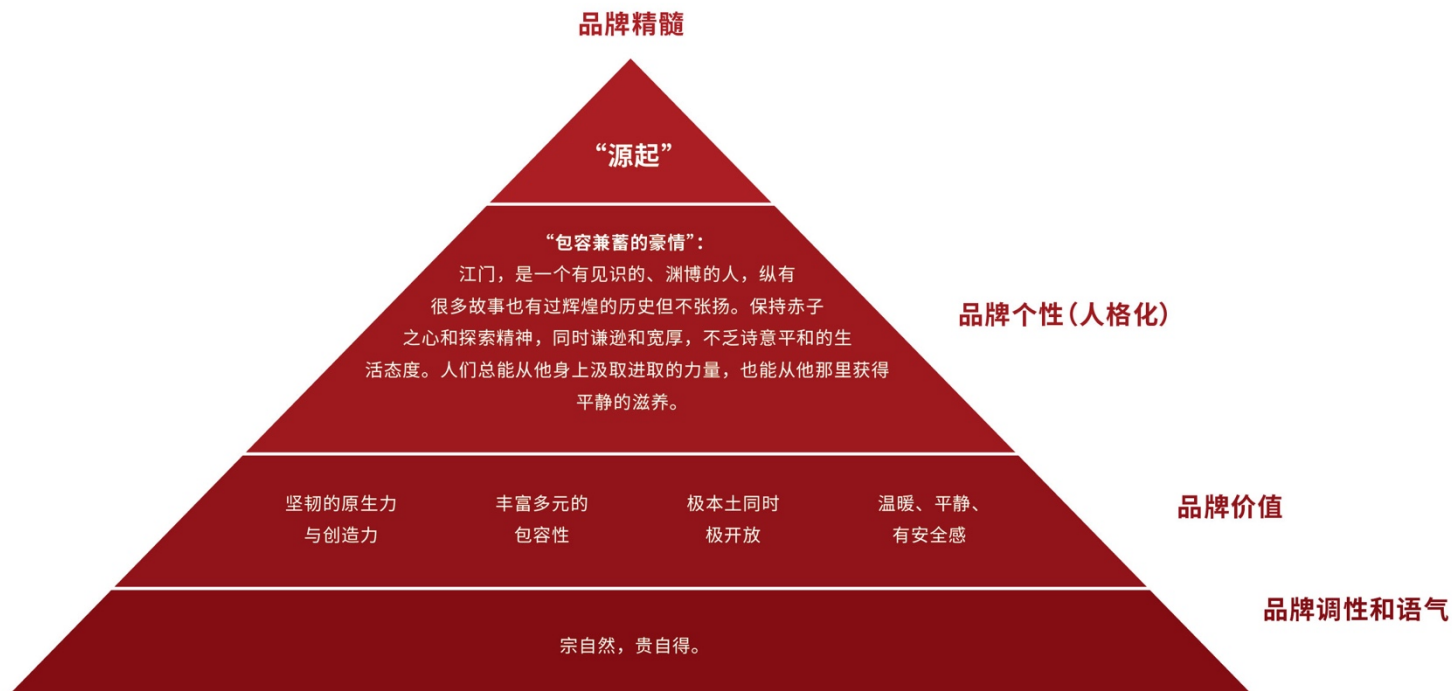 品牌精髓
“源起”
“包容兼蓄的豪情”：
江门，是一个有见识的、渊博的人，纵有
很多故事也有过辉煌的历史但不张扬。保持赤子
之心和探索精神，同时谦逊和宽厚，不乏诗意平和的生
活态度。人们总能从他身上汲取进取的力量，也能从他那里获得
平静的滋养。
品牌个性（人格化）
坚韧的原生力
与创造力
丰富多元的
包容性
极本土同时
极开放
温暖、平静、
有安全感
品牌价值
品牌调性和语气
宗自然，贵自得。